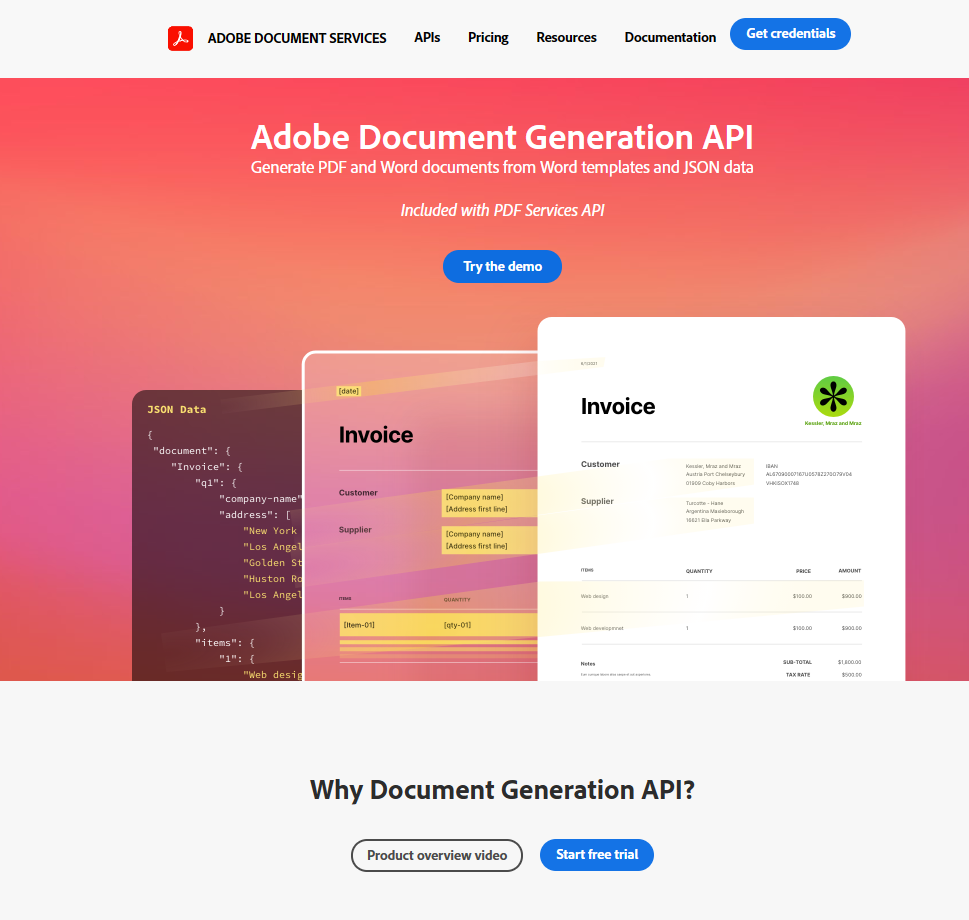 ADOBE DOCUMENT SERVICES
APIs
Pricing
Resources
Documentation
Get credentials
Adobe Document Generation API
Generate PDF and Word documents from Word templates and JSON data
Included with PDF Services API
Try the demo
JSON Data
{
"document": {
"Invoice": {
"q1": {
"company-name"
"address": [
"New York
"Los Angel
"Golden St
"Huston Ro
"Los Angel
}
},
"items": {
"1": {
"Web desig
[date]
Invoice
Customer
[Company name]
[Address first line]
Supplier
[Company name]
[Address first line]
ITEMS
QUANTITY
[Item-01]
[qty-01]
Invoice
Kessler, Mraz and Mraz
Customer
Kessler, Mraz and Mraz
Austria Port Chelseybury
01909 Coby Harbors
IBAN
VHKISOX1748
Supplier
Turcotte - Hane
Argentina Masieborough
16621 Ela Parkway
ITEMS
QUANTITY
PRICE
AMOUNT
Web design
1
$100.00
$900.00
Web developmnet
1
$100.00
$900.00
Notes
SUB-TOTAL
$1,800.00
TAX RATE
$500.00
Why Document Generation API?
Product overview video
Start free trial